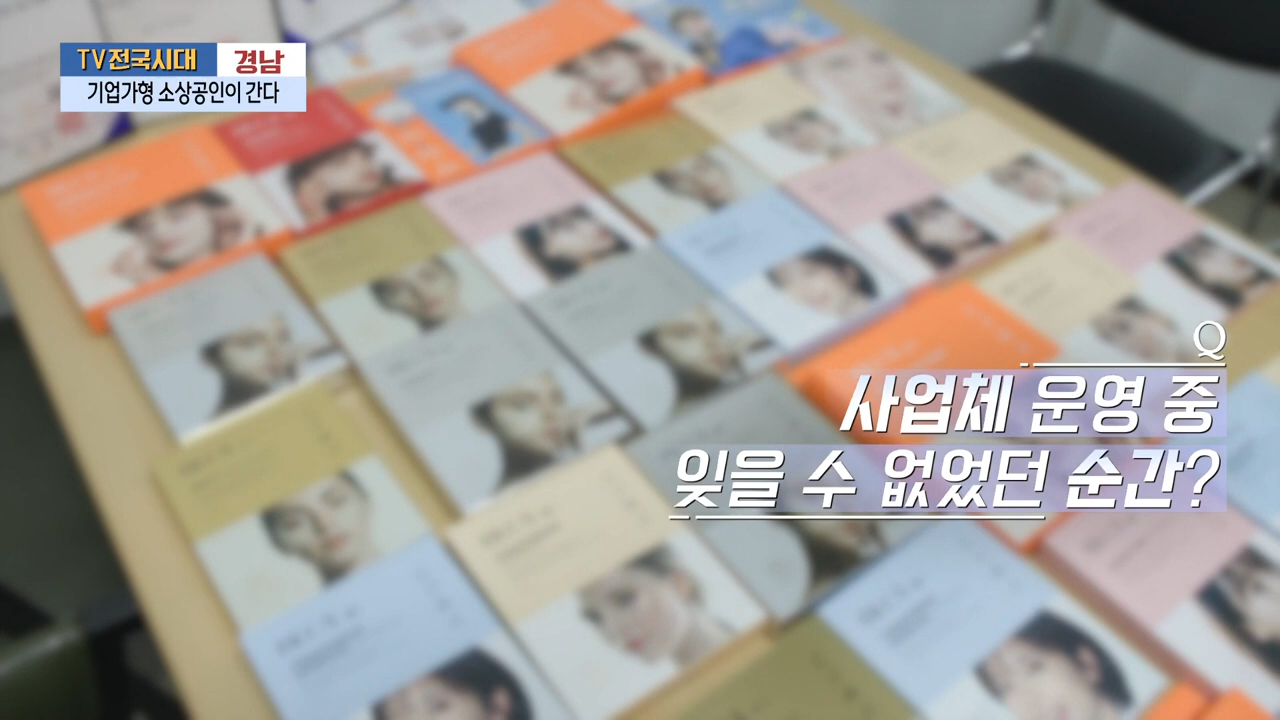 TV전국시대 경남
기업가형 소상공인이 간다
Q
사업체 운영 중
잊을 수 없었던 순간?